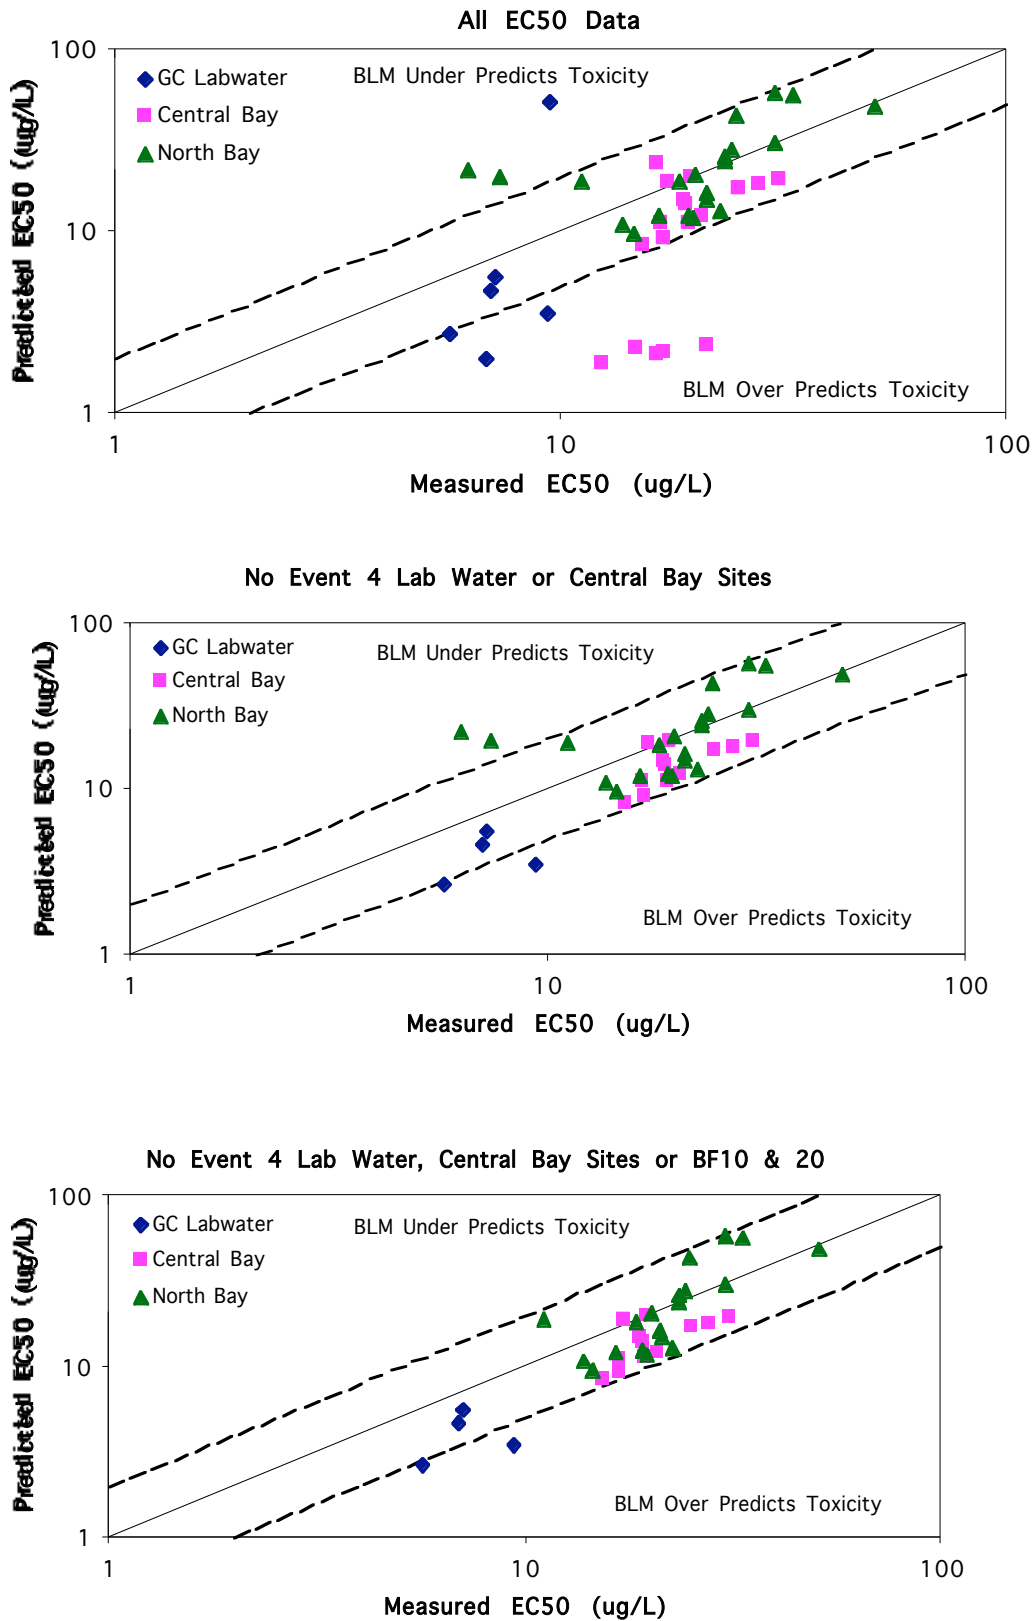 All EC50 Data
100
GC Labwater
BLM Under Predicts Toxicity
Central Bay
North Bay
10
BLM Over Predicts Toxicity
1
1 10 100
Predicted EC50 (ug/L)
Measured EC50 (ug/L)
No Event 4 Lab Water or Central Bay Sites
100
GC Labwater
BLM Under Predicts Toxicity
Central Bay
North Bay
10
BLM Over Predicts Toxicity
1
1 10 100
Predicted EC50 (ug/L)
Measured EC50 (ug/L)
No Event 4 Lab Water, Central Bay Sites or BF10 & 20
100
GC Labwater
BLM Under Predicts Toxicity
Central Bay
North Bay
10
BLM Over Predicts Toxicity
1
1 10 100
Predicted EC50 (ug/L)
Measured EC50 (ug/L)